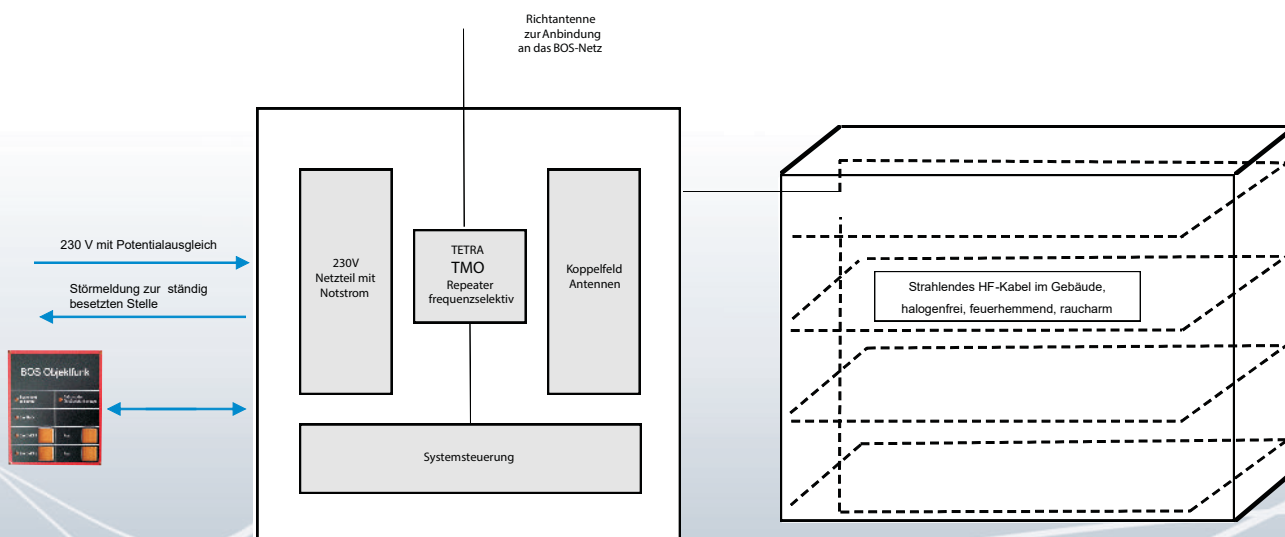 Richtantenne
zur Anbindung
an das BOS-Netz
230 V mit Potentialausgleich
Störmeldung zur ständig
besetzten Stelle
BOS Objektfunk
230V
Netzteil mit
Notstrom
TETRA
TMO
Repeater
frequenzselektiv
Koppelfeld
Antennen
Systemsteuerung
Strahlendes HF-Kabel im Gebäude,
halogenfrei, feuerhemmend, raucharm